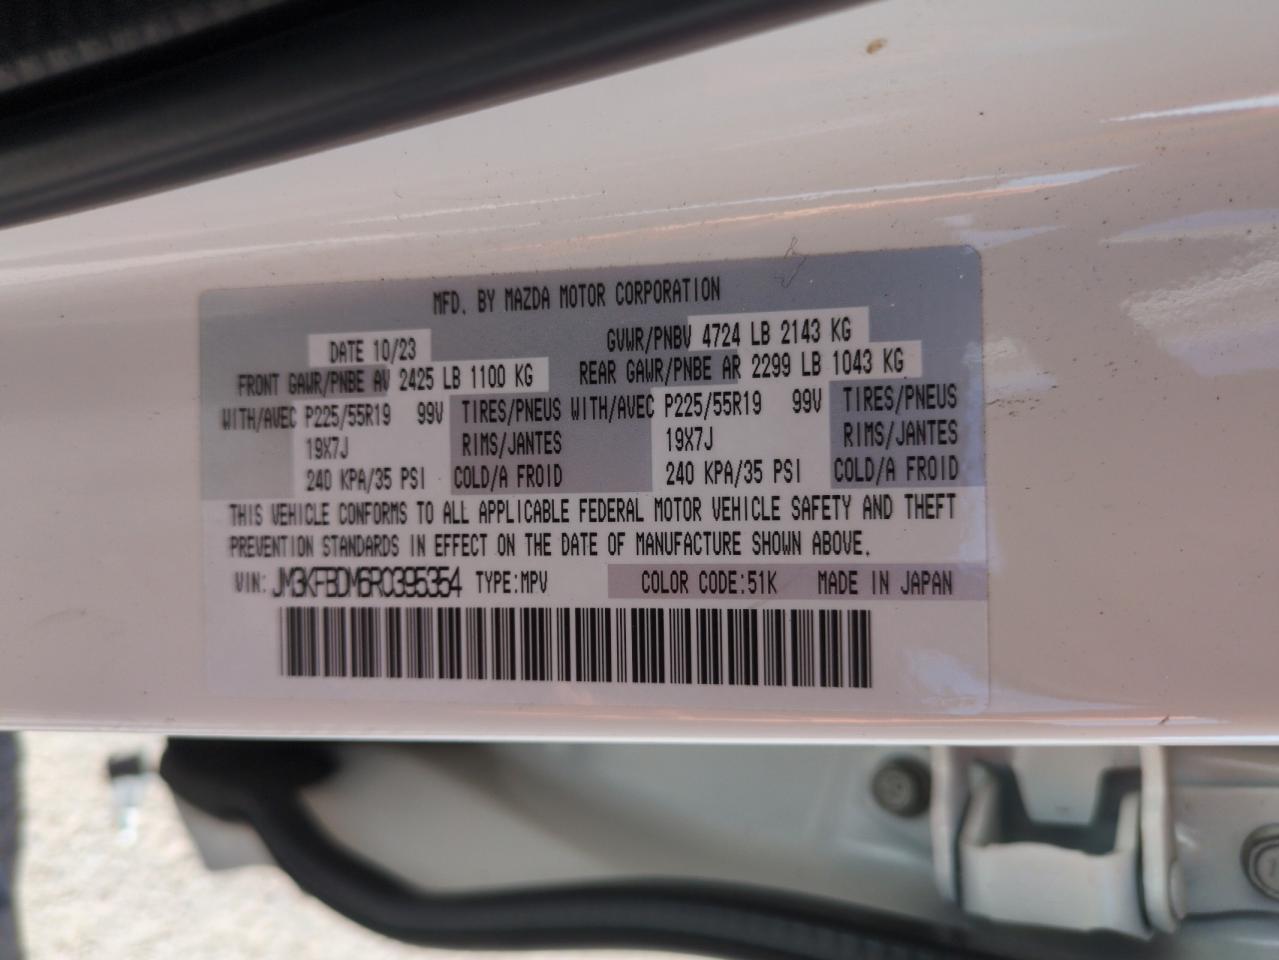 MFD. BY MAZDA MOTOR CORPORATION
DATE 10/23 GVWR/PNBV 4724 LB 2143 KG
FRONT GAWR/PNBE AV 2425 LB 1100 KG REAR GAWR/PNBE AR 2299 LB 1043 KG
WITH/AVEC P225/55R19 99V TIRES/PNEUS WITH/AVEC P225/55R19 99V TIRES/PNEUS
19X7J RIMS/JANTES 19X7J RIMS/JANTES
240 KPA/35 PSI COLD/A FROID 240 KPA/35 PSI COLD/A FROID
THIS VEHICLE CONFORMS TO ALL APPLICABLE FEDERAL MOTOR VEHICLE SAFETY AND THEFT
PREVENTION STANDARDS IN EFFECT ON THE DATE OF MANUFACTURE SHOWN ABOVE.
VIN: JM3KFBDM6R0395354 TYPE:MPV COLOR CODE:51K MADE IN JAPAN